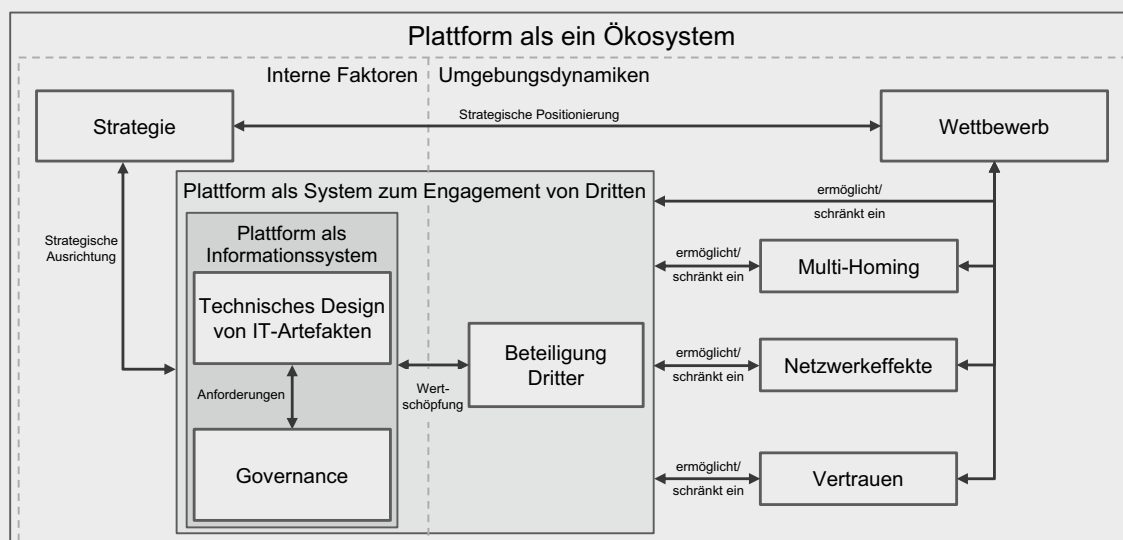 Plattform als ein Ökosystem
Interne Faktoren
Umgebungsdynamiken
Strategie
Strategische Positionierung
Wettbewerb
Plattform als System zum Engagement von Dritten
ermöglicht/
schränkt ein
Strategische
Ausrichtung
Plattform als
Informationssystem
ermöglicht/
schränkt ein
Multi-Homing
Technisches Design
von IT-Artefakten
Beteiligung
Dritter
ermöglicht/
schränkt ein
Netzwerkeffekte
Anforderungen
Wert-
schöpfung
Governance
ermöglicht/
schränkt ein
Vertrauen